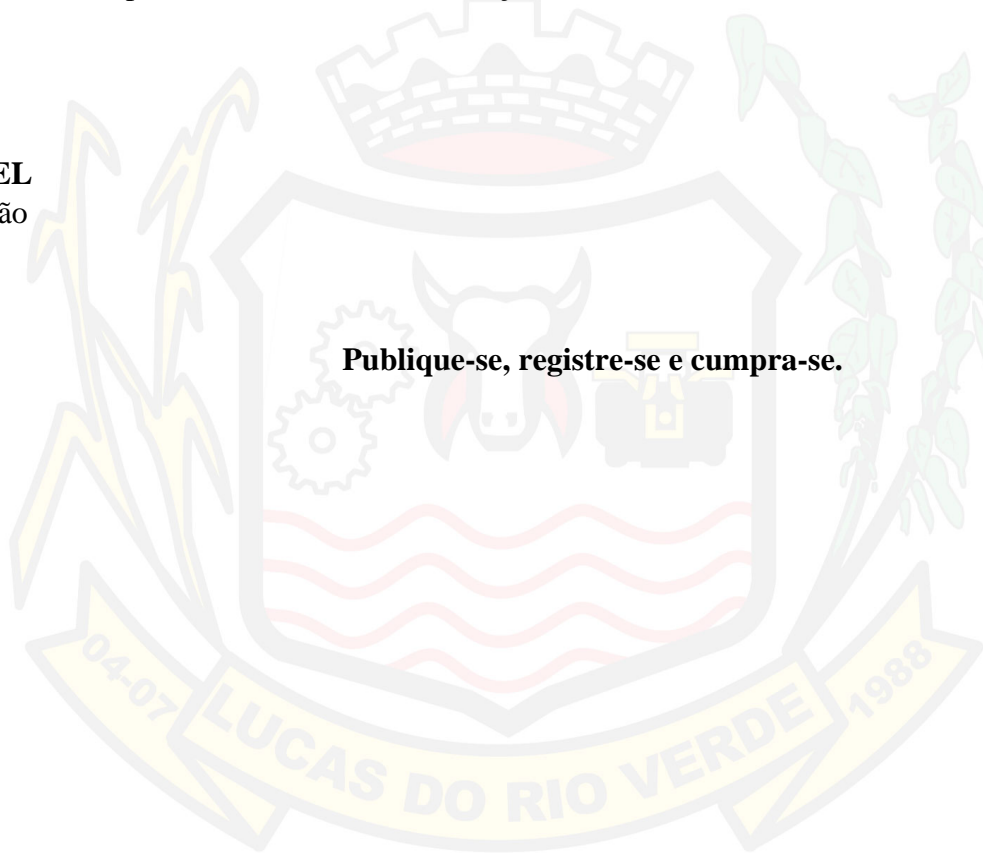 EL
ão
Publique-se, registre-se e cumpra-se.
04-07 LUCAS DO RIO VERDE 1988